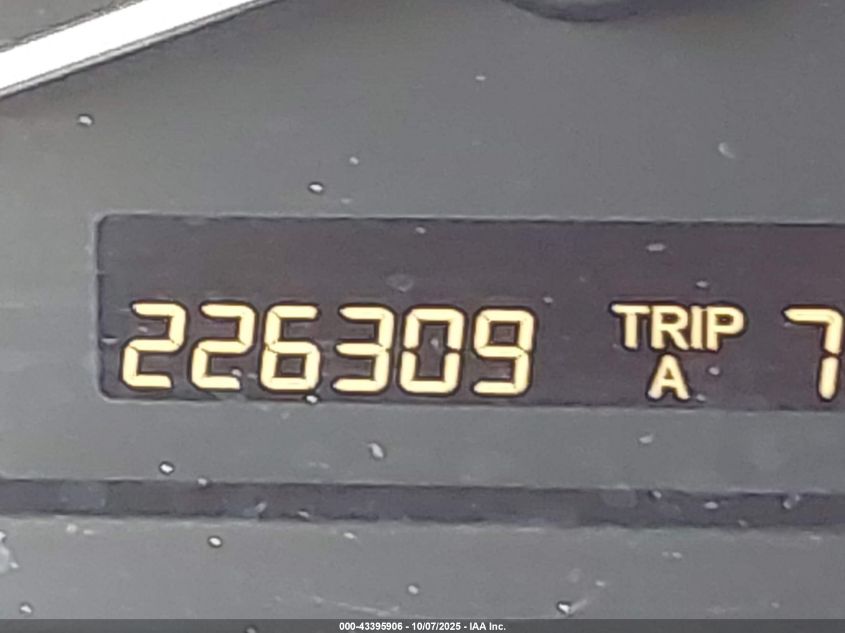 226309 TRIP A 7
000-43395906 - 10/07/2025 - IAA Inc.